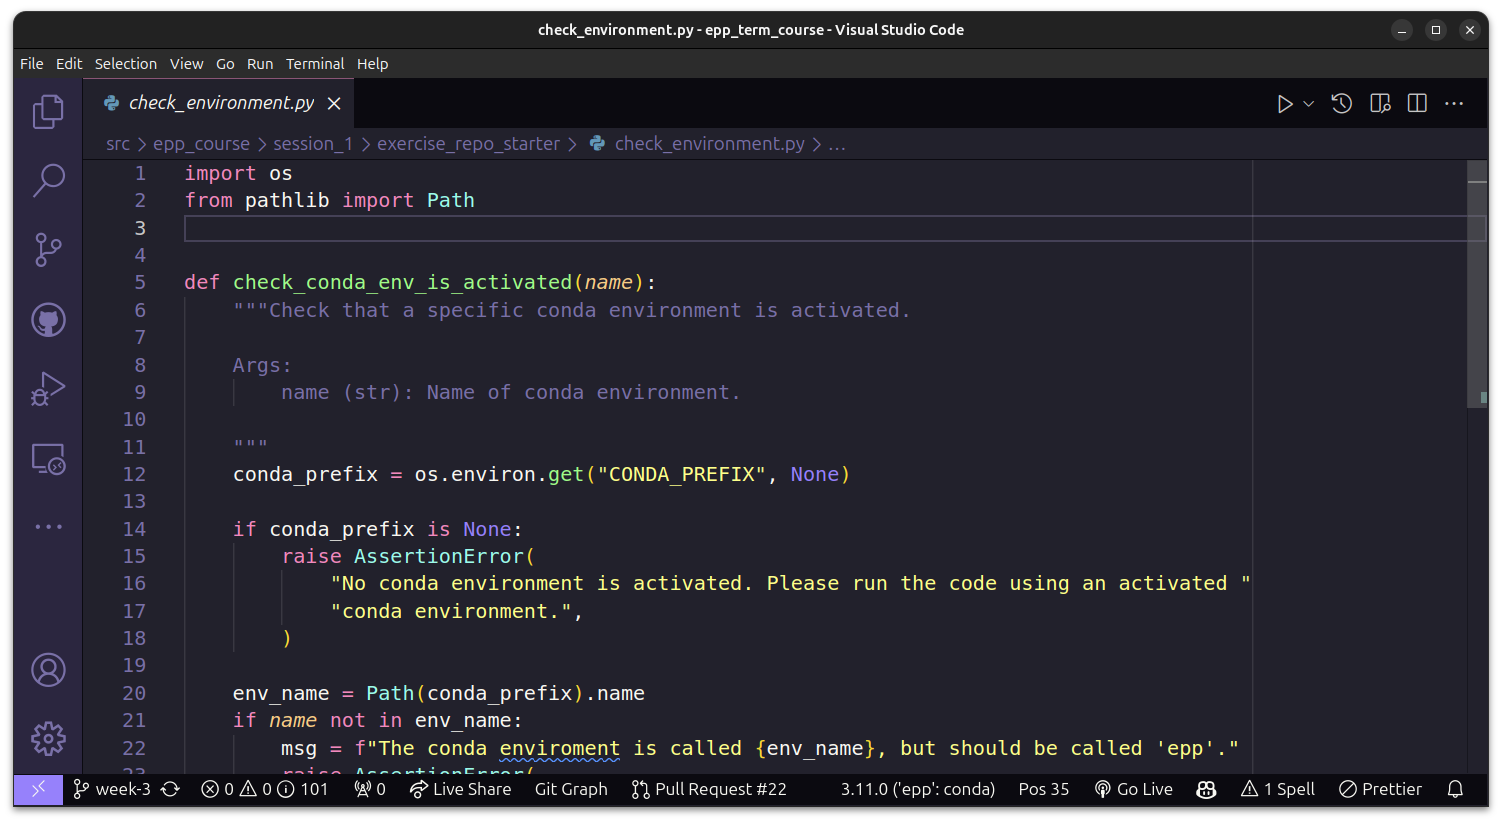 check_environment.py - epp_term_course - Visual Studio Code
File Edit Selection View Go Run Terminal Help
check_environment.py
src > epp_course > session_1 > exercise_repo_starter > check_environment.py > ...
1 import os
2 from pathlib import Path
3
4
5 def check_conda_env_is_activated(name):
6 """Check that a specific conda environment is activated.
7
8 Args:
9 name (str): Name of conda environment.
10
11 """
12 conda_prefix = os.environ.get("CONDA_PREFIX", None)
13
14 if conda_prefix is None:
15 raise AssertionError(
16 "No conda environment is activated. Please run the code using an activated "
17 "conda environment.",
18 )
19
20 env_name = Path(conda_prefix).name
21 if name not in env_name:
22 msg = f"The conda enviroment is called {env_name}, but should be called 'epp'."
23 raise AssertionError(
week-3 0 0 101 0 Live Share Git Graph Pull Request #22 3.11.0 ('epp': conda) Pos 35 Go Live 1 Spell Prettier